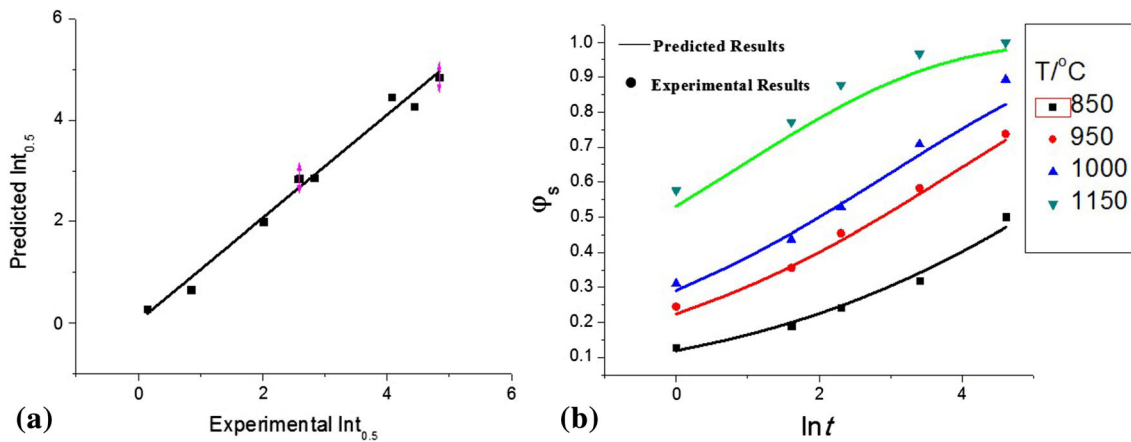 6
4
2
0
Predicted Int0.5
0
2
4
6
(a)
Experimental Int0.5
1.0
0.9
0.8
0.7
0.6
0.5
0.4
0.3
0.2
0.1
φs
Predicted Results
Experimental Results
0
2
4
(b)
ln t
T/°C
850
950
1000
1150